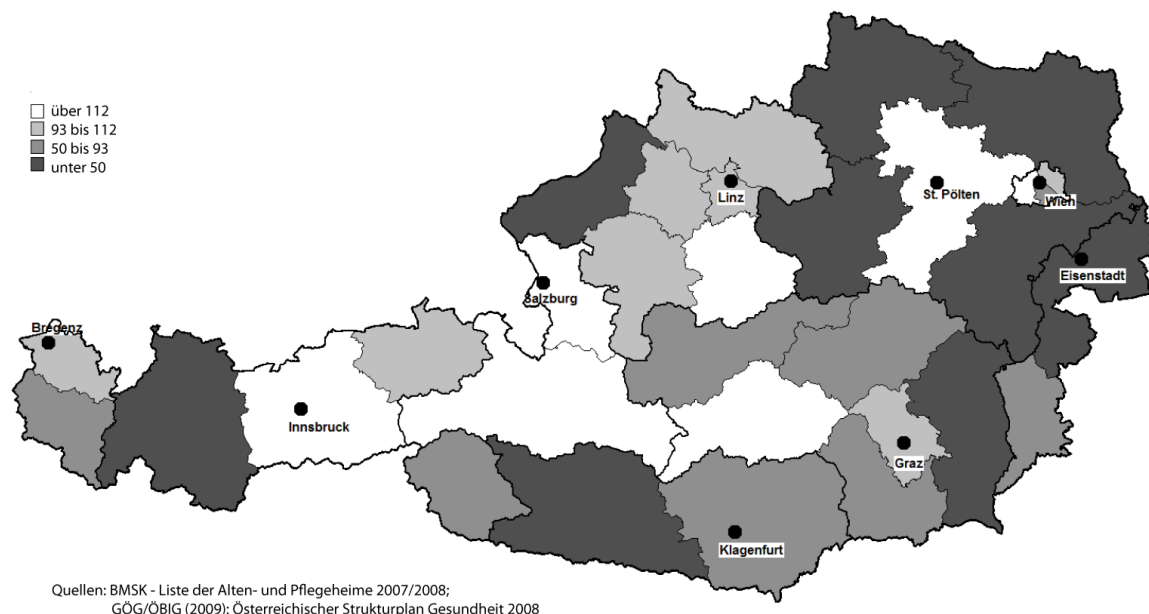 über 112
93 bis 112
50 bis 93
unter 50
Linz
St. Pölten
Wien
Eisenstadt
Salzburg
Bregenz
Innsbruck
Graz
Klagenfurt
Quellen: BMSK - Liste der Alten- und Pflegeheime 2007/2008;
GÖG/ÖBIG (2009): Österreichischer Strukturplan Gesundheit 2008